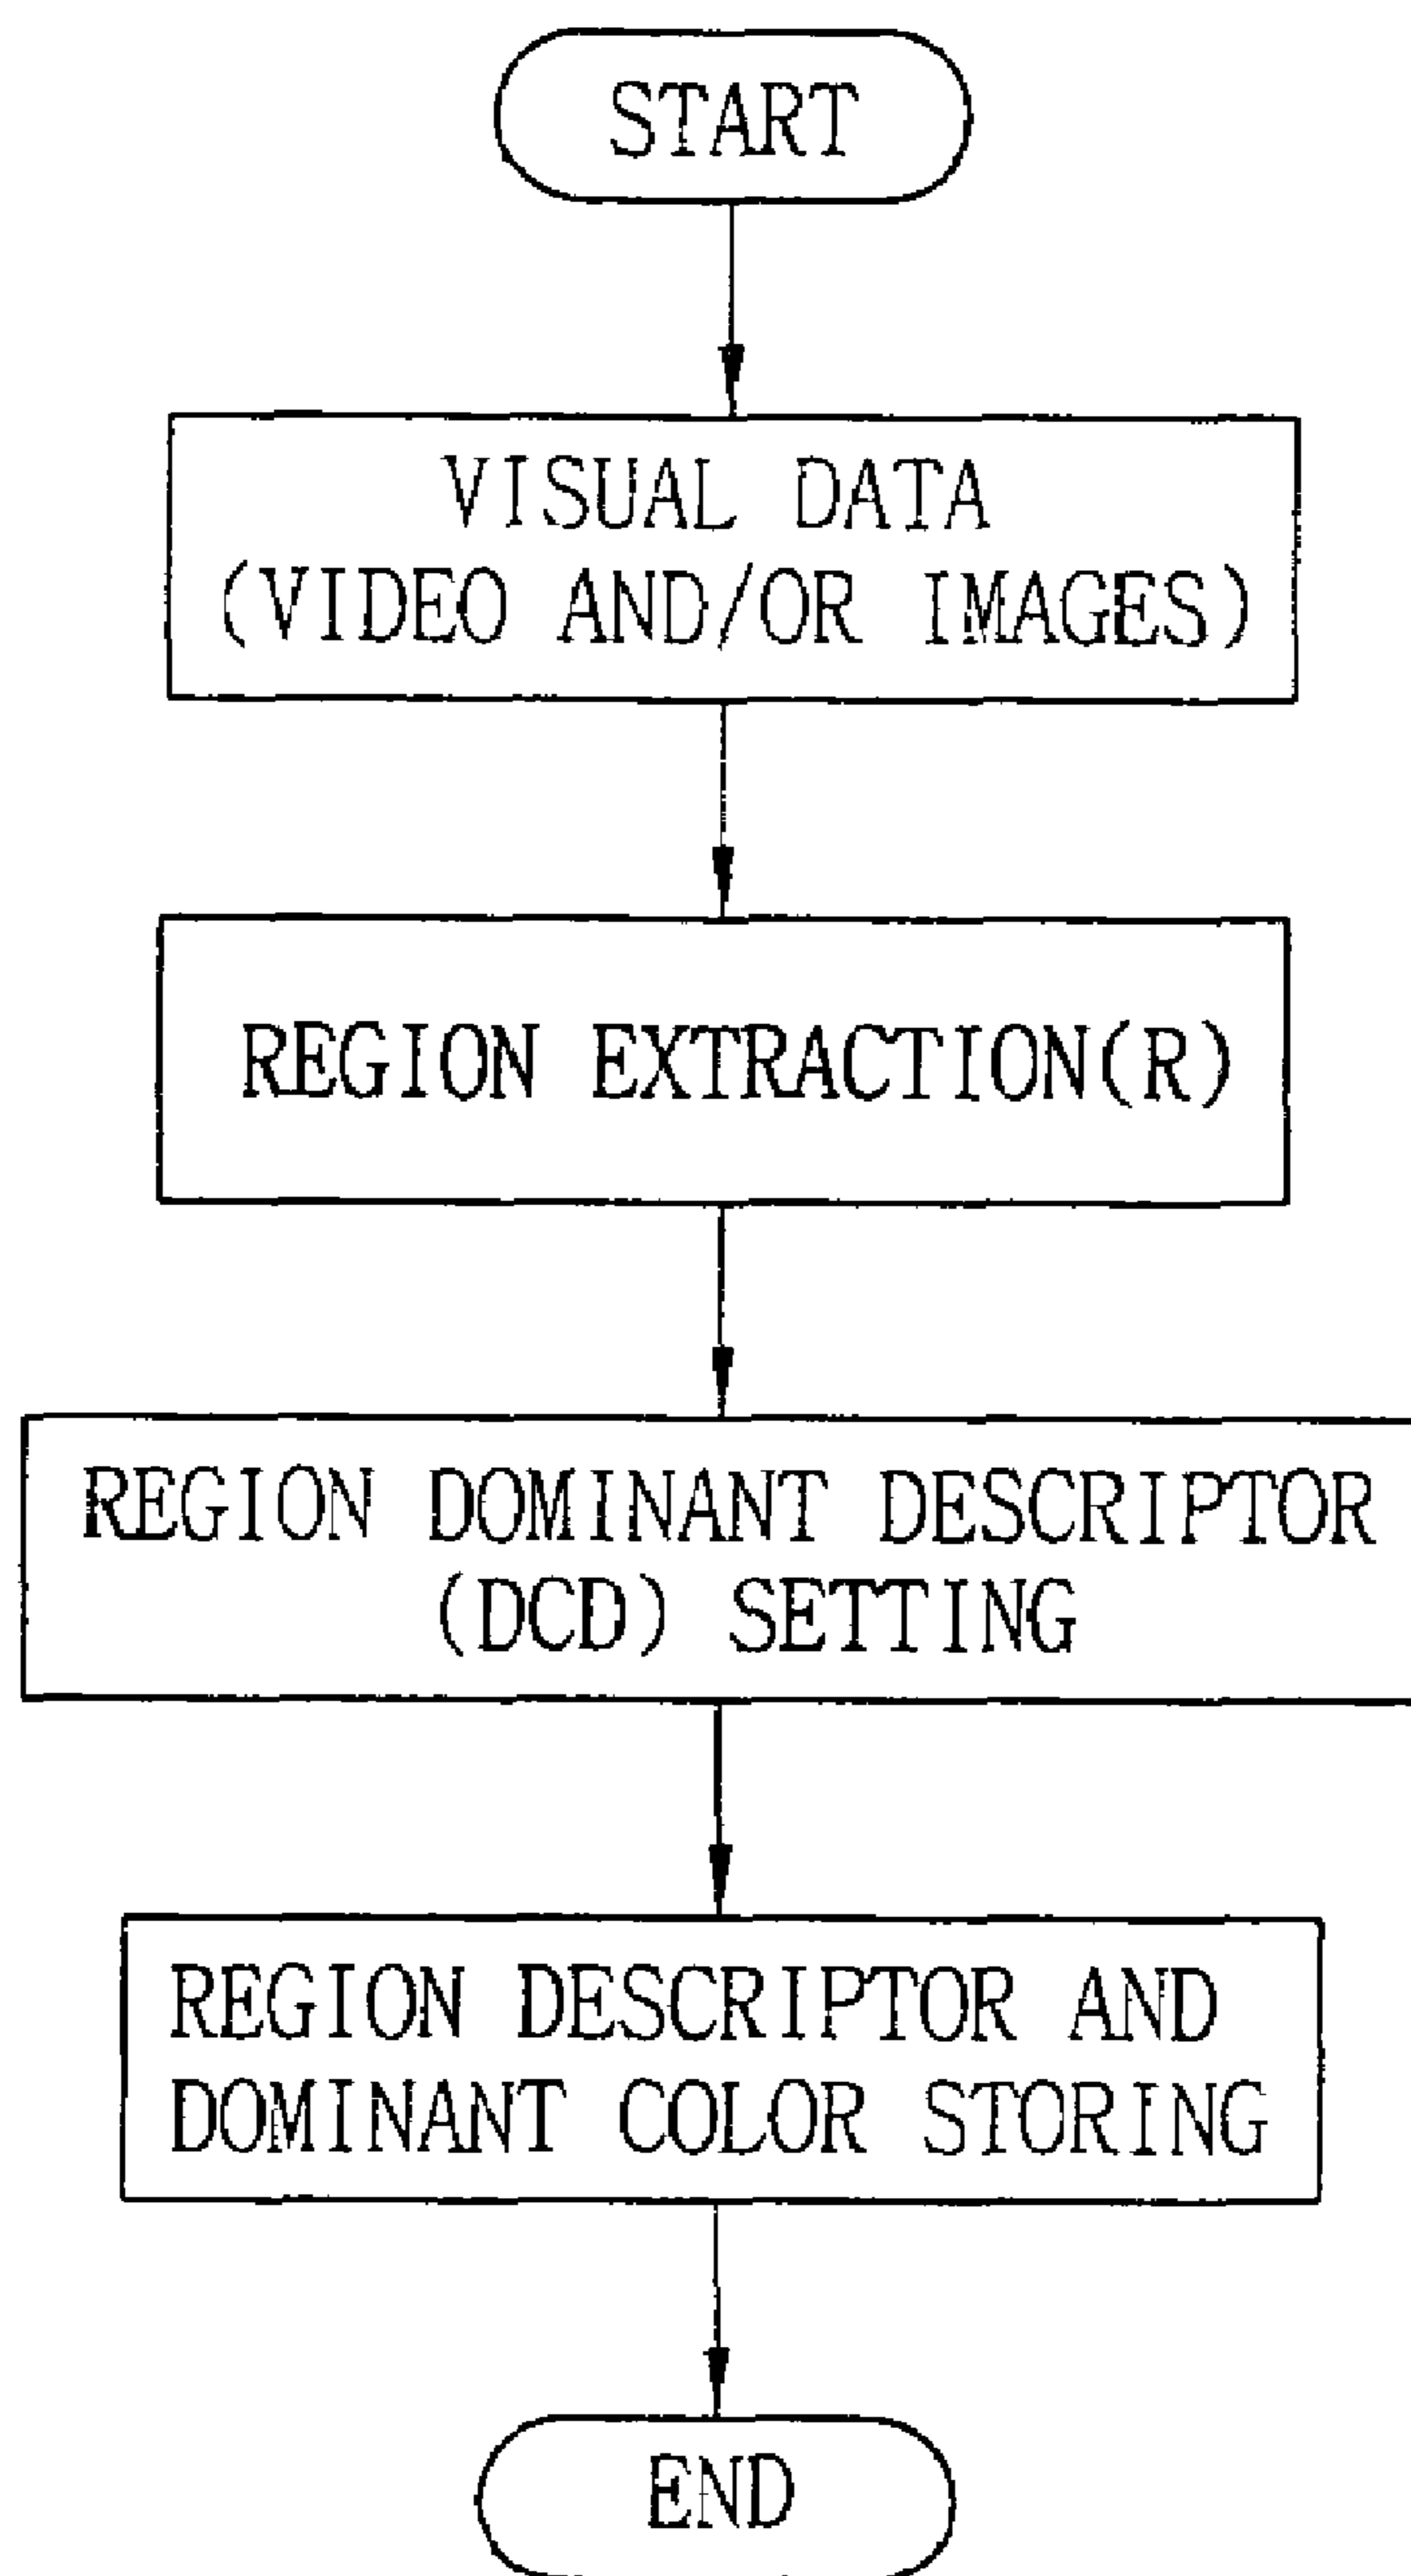 START
VISUAL DATA
(VIDEO AND/OR IMAGES)
REGION EXTRACTION(R)
REGION DOMINANT DESCRIPTOR
(DCD) SETTING
REGION DESCRIPTOR AND
DOMINANT COLOR STORING
END